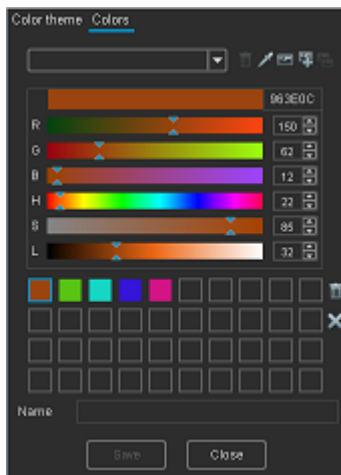 Color theme Colors
963E0C
R 150
G 62
B 12
H 22
S 85
L 32
Name
Save Close